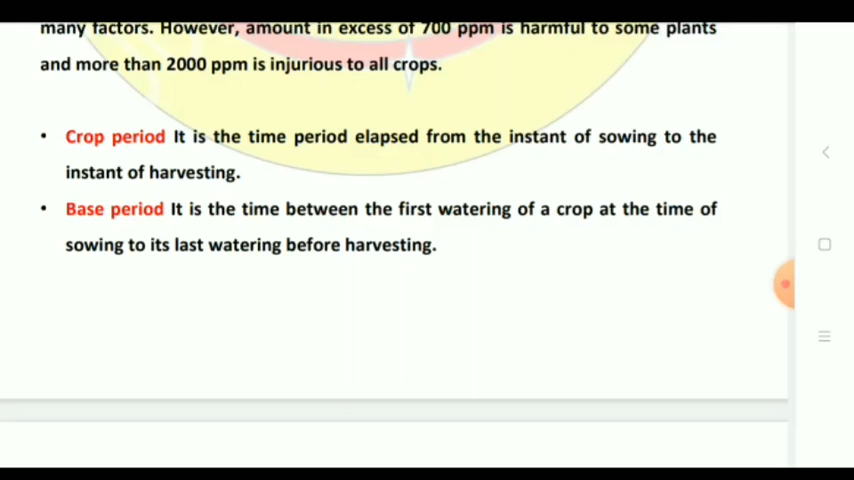 many factors. However, amount in excess of 700 ppm is harmful to some plants
and more than 2000 ppm is injurious to all crops.
• Crop period It is the time period elapsed from the instant of sowing to the
instant of harvesting.
• Base period It is the time between the first watering of a crop at the time of
sowing to its last watering before harvesting.